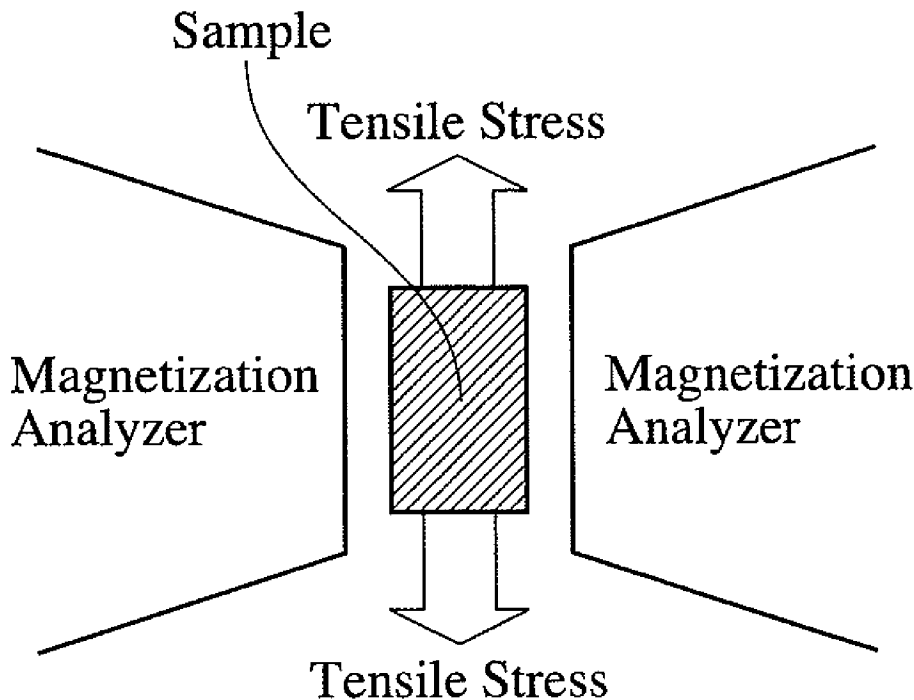 Sample
Tensile Stress
Magnetization
Analyzer
Magnetization
Analyzer
Tensile Stress